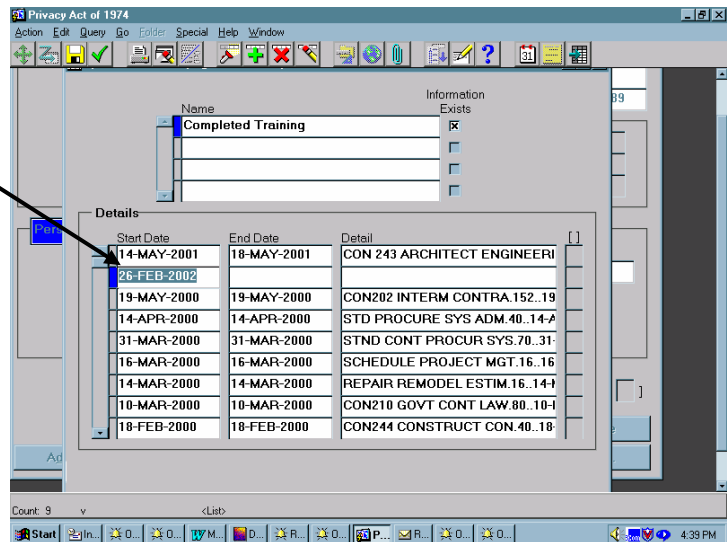 Privacy Act of 1974
Action Edit Query Go Folder Special Help Window
Information
Name Exists
89
Completed Training
Details
Pers
Start Date End Date Detail [ ]
14-MAY-2001 18-MAY-2001 CON 243 ARCHITECT ENGINEERI
26-FEB-2002
19-MAY-2000 19-MAY-2000 CON202 INTERM CONTRA.152..19
14-APR-2000 14-APR-2000 STD PROCURE SYS ADM.40..14-A
31-MAR-2000 31-MAR-2000 STND CONT PROCUR SYS.70..31-
16-MAR-2000 16-MAR-2000 SCHEDULE PROJECT MGT.16..16
14-MAR-2000 14-MAR-2000 REPAIR REMODEL ESTIM.16..14-
10-MAR-2000 10-MAR-2000 CON210 GOVT CONT LAW.80..10-
18-FEB-2000 18-FEB-2000 CON244 CONSTRUCT CON.40..18-
]
Ad
Count: 9 v <List>
Start In... O... O... M... D... R... O... P... R... O... O... 4:39 PM